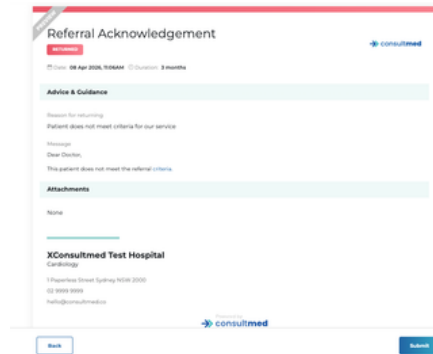 PREVIEW
Referral Acknowledgement
RETURNED
consultmed
Date: 08 Apr 2026, 11:06AM Duration: 3 months
Advice & Guidance
Reason for returning
Patient does not meet criteria for our service
Message
Dear Doctor,
This patient does not meet the referral criteria.
Attachments
None
XConsultmed Test Hospital
Cardiology
1 Paperless Street Sydney NSW 2000
02 9999 9999
hello@consultmed.co
Powered by
consultmed
Back
Submit